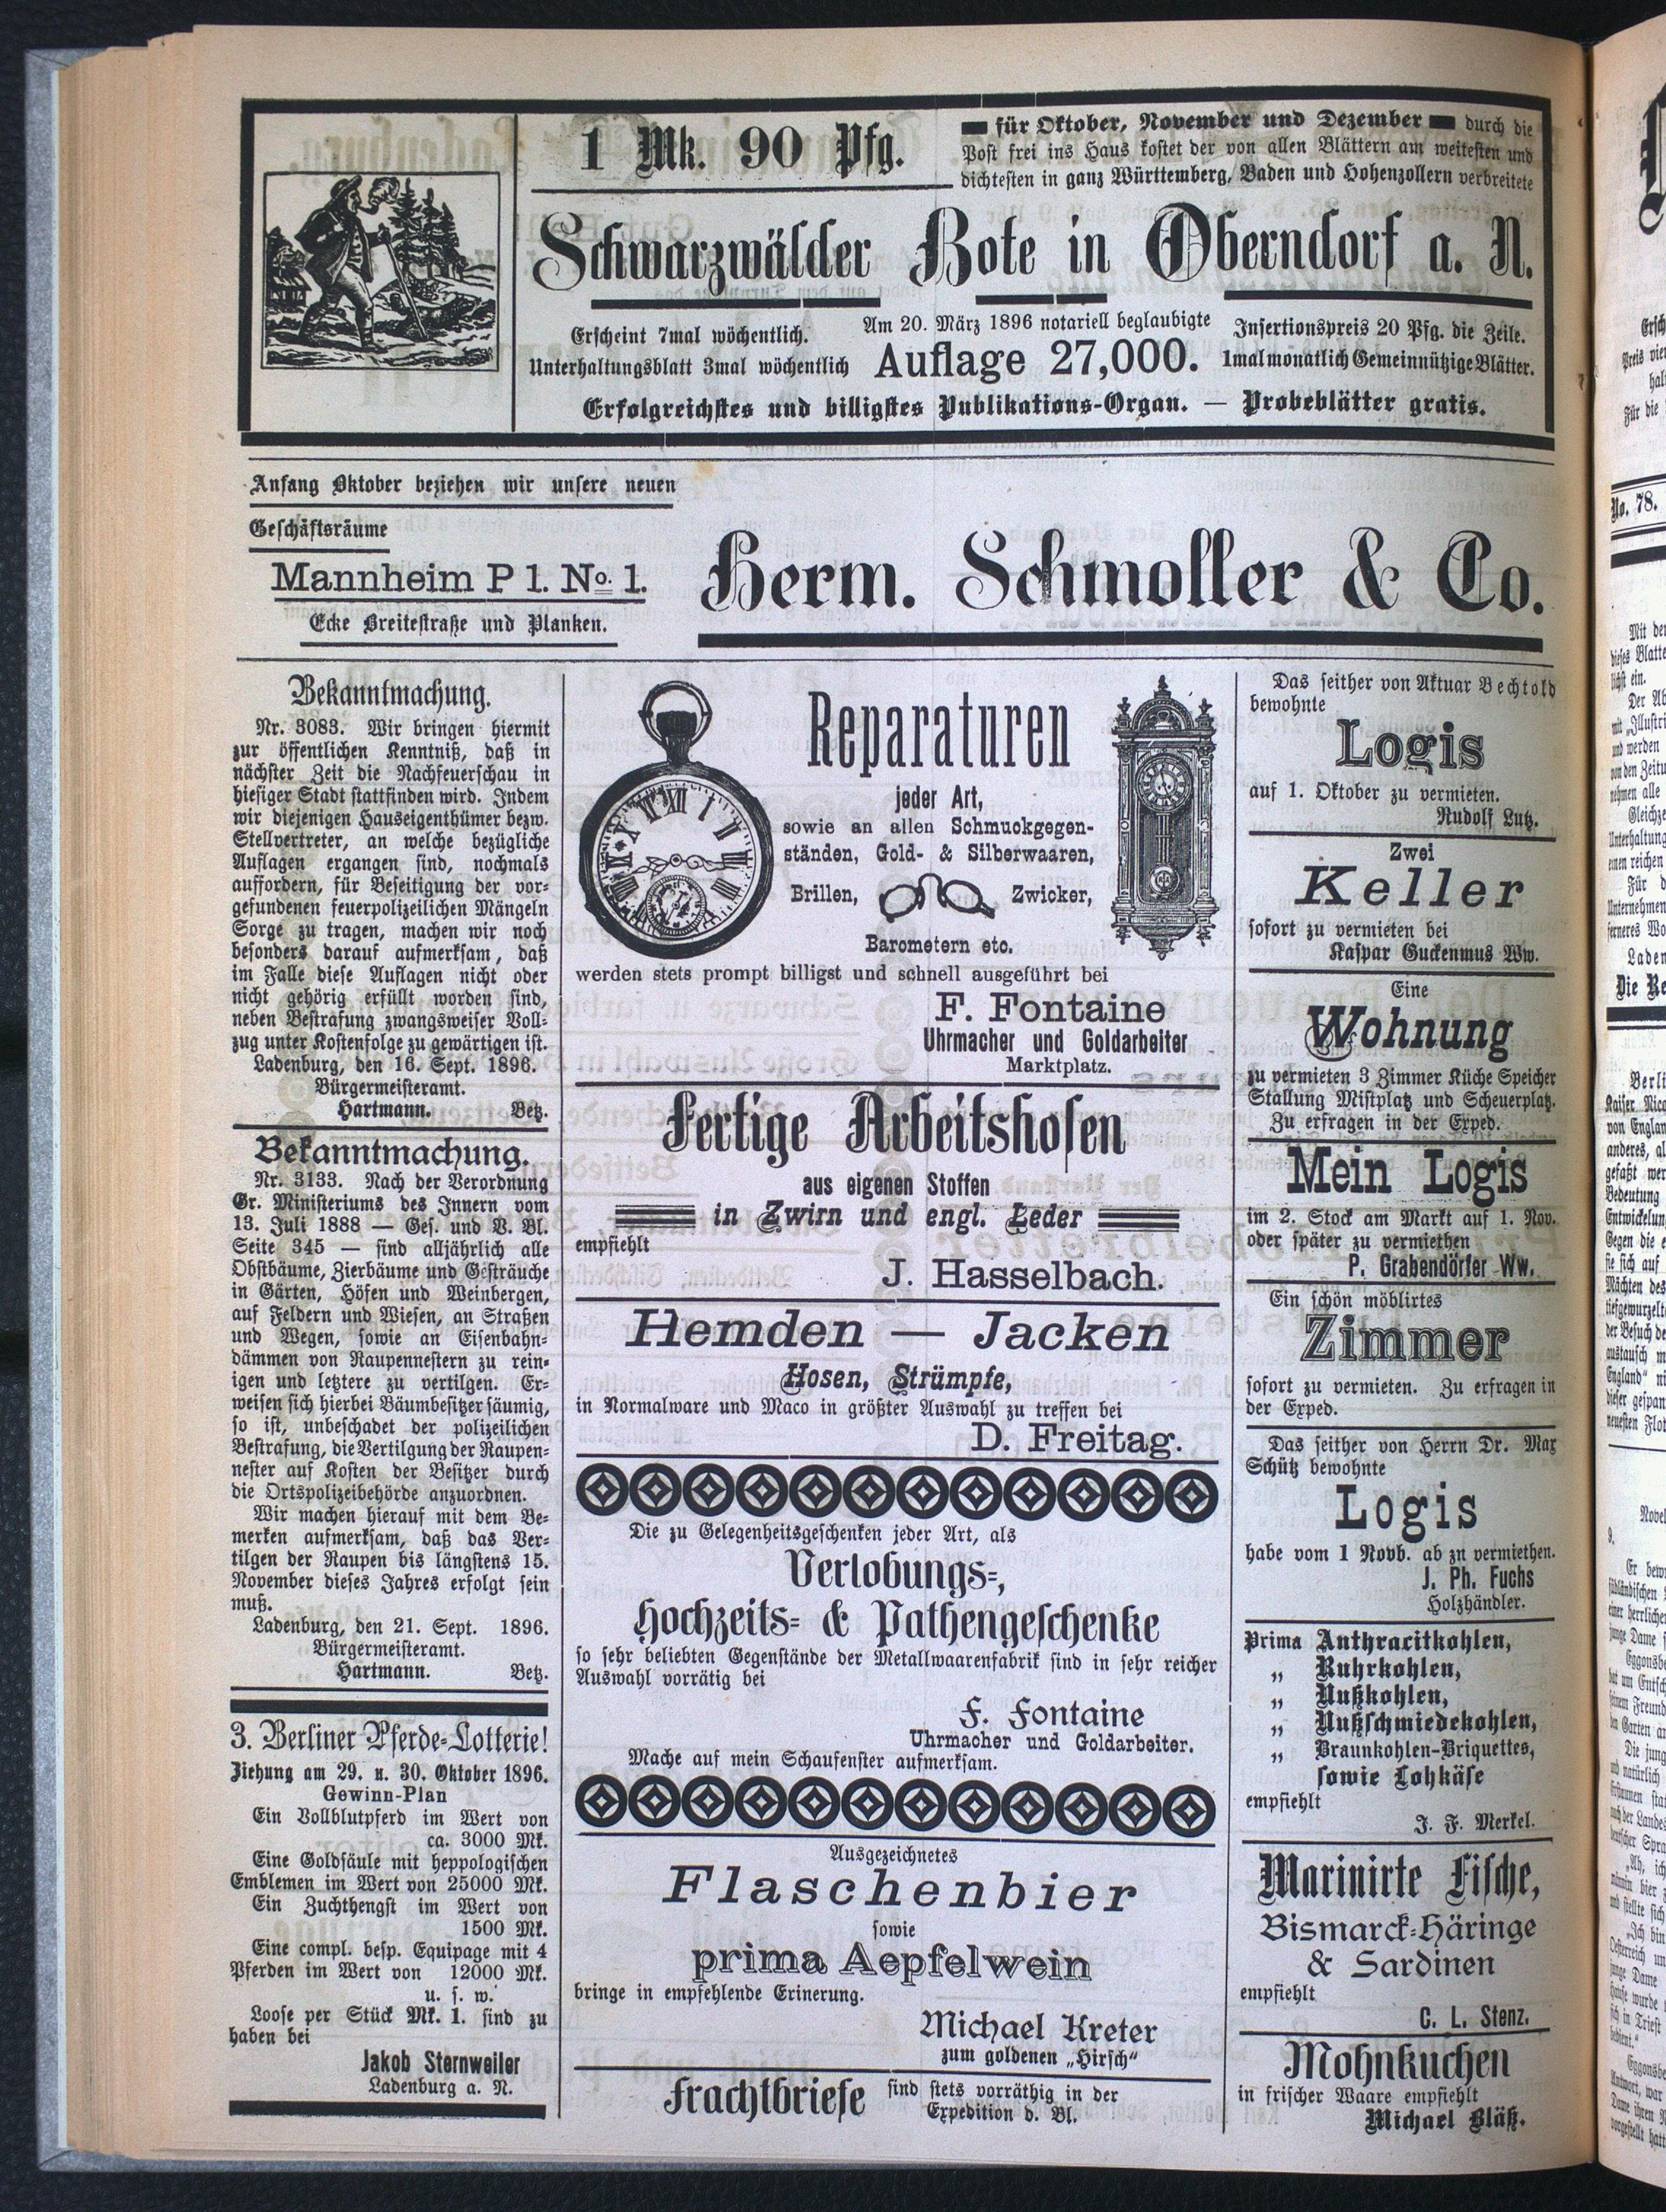 1 Mk. 90 Pfg.
für Oktober, November und Dezember durch die
Post frei ins Haus kostet der von allen Blättern am weitesten und
dichtesten in ganz Württemberg, Baden und Hohenzollern verbreitete
Schwarzwälder Bote in Oberndorf a. N.
Erscheint 7mal wöchentlich.
Unterhaltungsblatt 3mal wöchentlich
Am 20. März 1896 notariell beglaubigte
Auflage 27,000.
Insertionspreis 20 Pfg. die Zeile.
1mal monatlich Gemeinnützige Blätter.
Erfolgreichstes und billigstes Publikations-Organ. — Probeblätter gratis.
Anfang Oktober beziehen wir unsere neuen
Geschäftsräume
Mannheim P 1. No. 1.
Ecke Breitestraße und Planken.
Herm. Schmoller & Co.
Bekanntmachung.
Nr. 3083. Wir bringen hiermit
zur öffentlichen Kenntniß, daß in
nächster Zeit die Nachfeuerschau in
hiesiger Stadt stattfinden wird. Indem
wir diejenigen Hauseigenthümer bezw.
Stellvertreter, an welche bezügliche
Auflagen ergangen sind, nochmals
auffordern, für Beseitigung der vor-
gefundenen feuerpolizeilichen Mängeln
Sorge zu tragen, machen wir noch
besonders darauf aufmerksam, daß
im Falle diese Auflagen nicht oder
nicht gehörig erfüllt worden sind,
neben Bestrafung zwangsweiser Voll-
zug unter Kostenfolge zu gewärtigen ist.
Ladenburg, den 16. Sept. 1896.
Bürgermeisteramt.
Hartmann. Betz.
Bekanntmachung.
Nr. 3133. Nach der Verordnung
Gr. Ministeriums des Innern vom
13. Juli 1888 — Ges. und V. Bl.
Seite 345 — sind alljährlich alle
Obstbäume, Zierbäume und Gesträuche
in Gärten, Höfen und Weinbergen,
auf Feldern und Wiesen, an Straßen
und Wegen, sowie an Eisenbahn-
dämmen von Raupennestern zu rein-
igen und letztere zu vertilgen. Er-
weisen sich hierbei Baumbesitzer säumig,
so ist, unbeschadet der polizeilichen
Bestrafung, die Vertilgung der Raupen-
nester auf Kosten der Besitzer durch
die Ortspolizeibehörde anzuordnen.
Wir machen hierauf mit dem Be-
merken aufmerksam, daß das Ver-
tilgen der Raupen bis längstens 15.
November dieses Jahres erfolgt sein
muß.
Ladenburg, den 21. Sept. 1896.
Bürgermeisteramt.
Hartmann. Betz.
3. Berliner Pferde-Lotterie!
Ziehung am 29. u. 30. Oktober 1896.
Gewinn-Plan
Ein Vollblutpferd im Wert von
ca. 3000 Mk.
Eine Goldsäule mit heppologischen
Emblemen im Wert von 25000 Mk.
Ein Zuchthengst im Wert von
1500 Mk.
Eine compl. besp. Equipage mit 4
Pferden im Wert von 12000 Mk.
u. s. w.
Loose per Stück Mk. 1. sind zu
haben bei
Jakob Sternweiler
Ladenburg a. N.
Reparaturen
jeder Art,
sowie an allen Schmuckgegen-
ständen, Gold- & Silberwaaren,
Brillen, Zwicker,
Barometern etc.
werden stets prompt billigst und schnell ausgeführt bei
F. Fontaine
Uhrmacher und Goldarbeiter
Marktplatz.
Fertige Arbeitshosen
aus eigenen Stoffen
in Zwirn und engl. Leder
empfiehlt
J. Hasselbach.
Hemden — Jacken
Hosen, Strümpfe,
in Normalware und Maco in größter Auswahl zu treffen bei
D. Freitag.
Die zu Gelegenheitsgeschenken jeder Art, als
Verlobungs-,
Hochzeits- & Pathengeschenke
so sehr beliebten Gegenstände der Metallwaarenfabrik sind in sehr reicher
Auswahl vorrätig bei
F. Fontaine
Uhrmacher und Goldarbeiter.
Mache auf mein Schaufenster aufmerksam.
Ausgezeichnetes
Flaschenbier
sowie
prima Aepfelwein
bringe in empfehlende Erinerung.
Michael Kreter
zum goldenen „Hirsch“
Frachtbriefe sind stets vorräthig in der
Expedition d. Bl.
Das seither von Aktuar Bechtold
bewohnte
Logis
auf 1. Oktober zu vermieten.
Rudolf Lutz.
Zwei
Keller
sofort zu vermieten bei
Kaspar Guckenmus Ww.
Eine
Wohnung
zu vermieten 3 Zimmer Küche Speicher
Stallung Mistplatz und Scheuerplatz.
Zu erfragen in der Exped.
Mein Logis
im 2. Stock am Markt auf 1. Nov.
oder später zu vermiethen
P. Grabendörfer Ww.
Ein schön möblirtes
Zimmer
sofort zu vermieten. Zu erfragen in
der Exped.
Das seither von Herrn Dr. Max
Schütz bewohnte
Logis
habe vom 1 Novb. ab zu vermiethen.
J. Ph. Fuchs
Holzhändler.
Prima Anthracitkohlen,
„ Ruhrkohlen,
„ Nußkohlen,
„ Nußschmiedekohlen,
„ Braunkohlen-Briquettes,
sowie Lohkäse
empfiehlt
J. F. Merkel.
Marinirte Fische,
Bismarck-Häringe
& Sardinen
empfiehlt
C. L. Stenz.
Mohnkuchen
in frischer Waare empfiehlt
Michael Bläß.
No. 78.